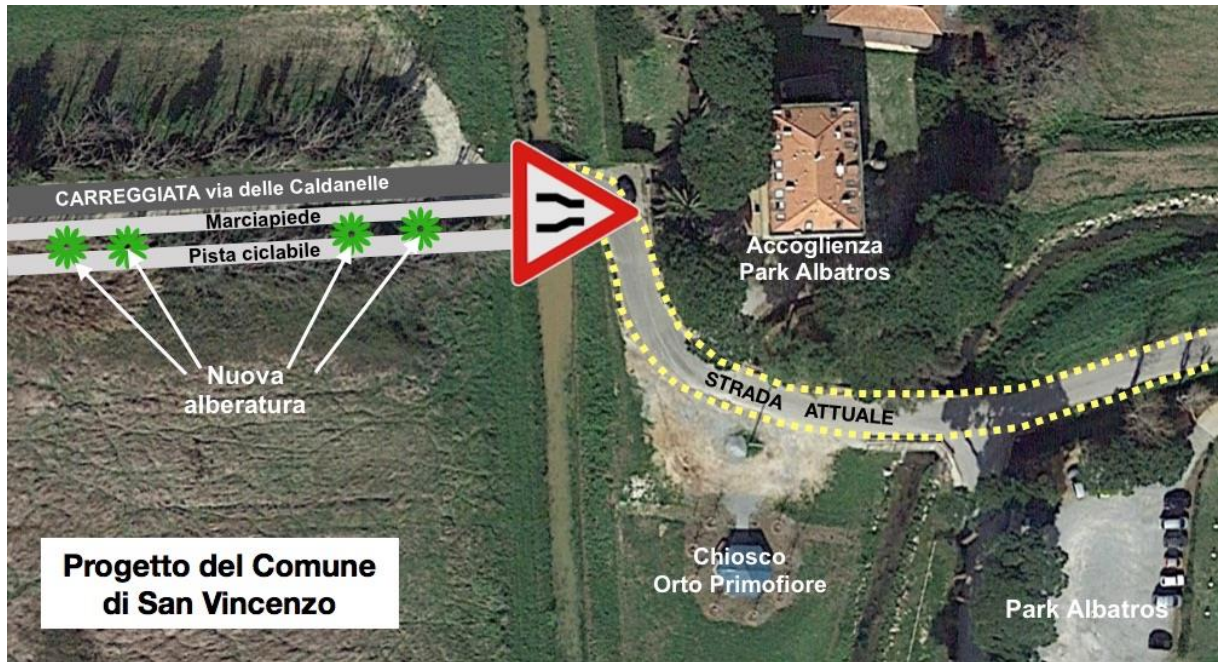 CARREGGIATA via delle Caldanelle
Marciapiede
Pista ciclabile
Nuova
alberatura
Accoglienza
Park Albatros
STRADA ATTUALE
Chiosco
Orto Primofiore
Park Albatros
Progetto del Comune
di San Vincenzo